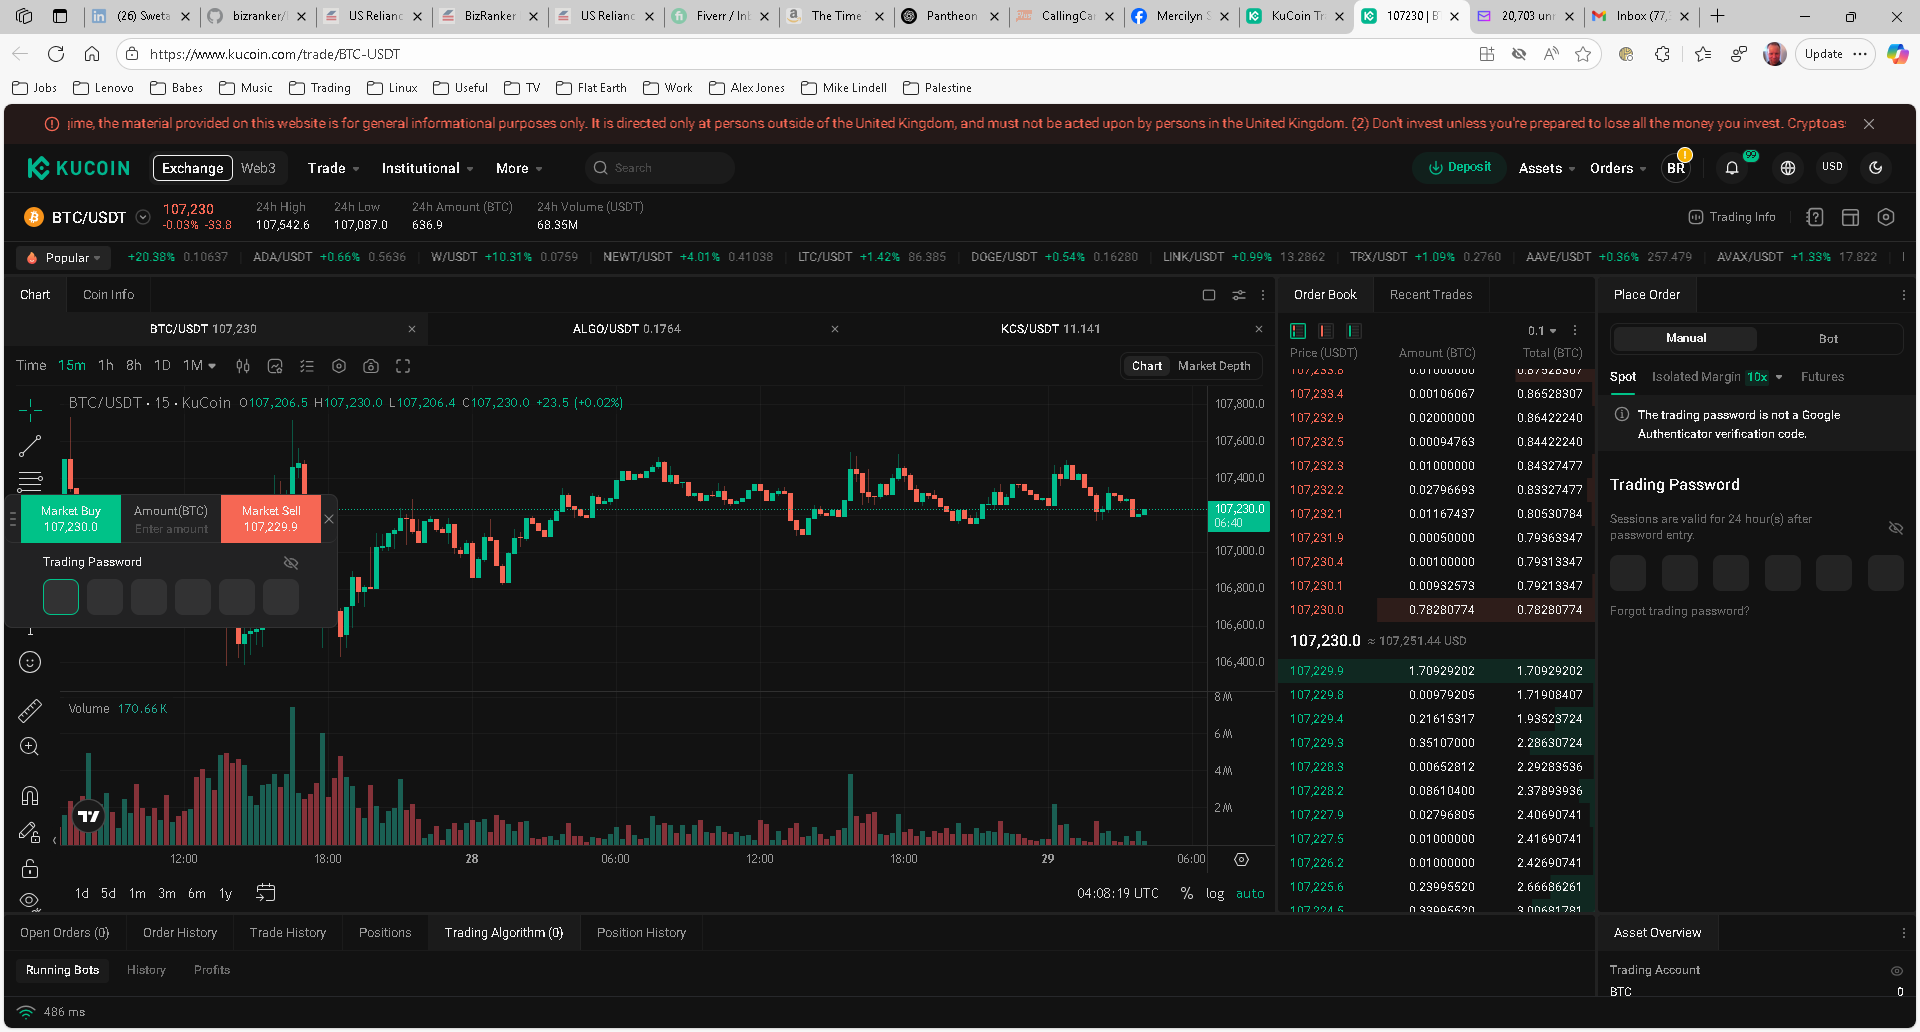 (26) Sweta
bizranker/
US Relianc
BizRanker
US Relianc
Fiverr / Inb
The Time
Pantheon
CallingCar
Mercilyn S
KuCoin Tr
107230 | B
20,703 unr
Inbox (77,
https://www.kucoin.com/trade/BTC-USDT
Update
Jobs Lenovo Babes Music Trading Linux Useful TV Flat Earth Work Alex Jones Mike Lindell Palestine
the material provided on this website is for general informational purposes only. It is directed only at persons outside of the United Kingdom, and must not be acted upon by persons in the United Kingdom. (2) Don't invest unless you're prepared to lose all the money you invest. Cryptoas
KUCOIN Exchange Web3 Trade Institutional More Search Deposit Assets Orders BR ! 99 USD
BTC/USDT
107,230
-0.03% -33.8
24h High
107,542.6
24h Low
107,087.0
24h Amount (BTC)
636.9
24h Volume (USDT)
68.35M
Trading Info
Popular +20.38% 0.10637 ADA/USDT +0.66% 0.5636 W/USDT +10.31% 0.0759 NEWT/USDT +4.01% 0.41038 LTC/USDT +1.42% 86.385 DOGE/USDT +0.54% 0.16280 LINK/USDT +0.99% 13.2862 TRX/USDT +1.09% 0.2760 AAVE/USDT +0.36% 257.479 AVAX/USDT +1.33% 17.822
Chart Coin Info
BTC/USDT 107,230 ALGO/USDT 0.1764 KCS/USDT 11.141
Time 15m 1h 8h 1D 1M
Chart Market Depth
BTC/USDT · 15 · KuCoin O107,206.5 H107,230.0 L107,206.4 C107,230.0 +23.5 (+0.02%)
107,800.0
107,600.0
107,400.0
107,230.0
06:40
107,000.0
106,800.0
106,600.0
106,400.0
Market Buy
107,230.0
Amount(BTC)
Enter amount
Market Sell
107,229.9
Trading Password
Volume 170.66K
8M
6M
4M
2M
12:00 18:00 28 06:00 12:00 18:00 29 06:00
1d 5d 1m 3m 6m 1y
04:08:19 UTC % log auto
Order Book Recent Trades
0.1
Price (USDT) Amount (BTC) Total (BTC)
107,233.8 0.01000000 0.87528307
107,233.4 0.00106067 0.86528307
107,232.9 0.02000000 0.86422240
107,232.5 0.00094763 0.84422240
107,232.3 0.01000000 0.84327477
107,232.2 0.02796693 0.83327477
107,232.1 0.01167437 0.80530784
107,231.9 0.00050000 0.79363347
107,230.4 0.00100000 0.79313347
107,230.1 0.00932573 0.79213347
107,230.0 0.78280774 0.78280774
107,230.0 ≈ 107,251.44 USD
107,229.9 1.70929202 1.70929202
107,229.8 0.00979205 1.71908407
107,229.4 0.21615317 1.93523724
107,229.3 0.35107000 2.28630724
107,228.3 0.00652812 2.29283536
107,228.2 0.08610400 2.37893936
107,227.9 0.02796805 2.40690741
107,227.5 0.01000000 2.41690741
107,226.2 0.01000000 2.42690741
107,225.6 0.23995520 2.66686261
107,224.5 0.33995520 3.00681781
Place Order
Manual Bot
Spot Isolated Margin 10x Futures
The trading password is not a Google
Authenticator verification code.
Trading Password
Sessions are valid for 24 hour(s) after
password entry.
Forgot trading password?
Open Orders (0) Order History Trade History Positions Trading Algorithm (0) Position History
Running Bots History Profits
Asset Overview
Trading Account
BTC 0
486 ms